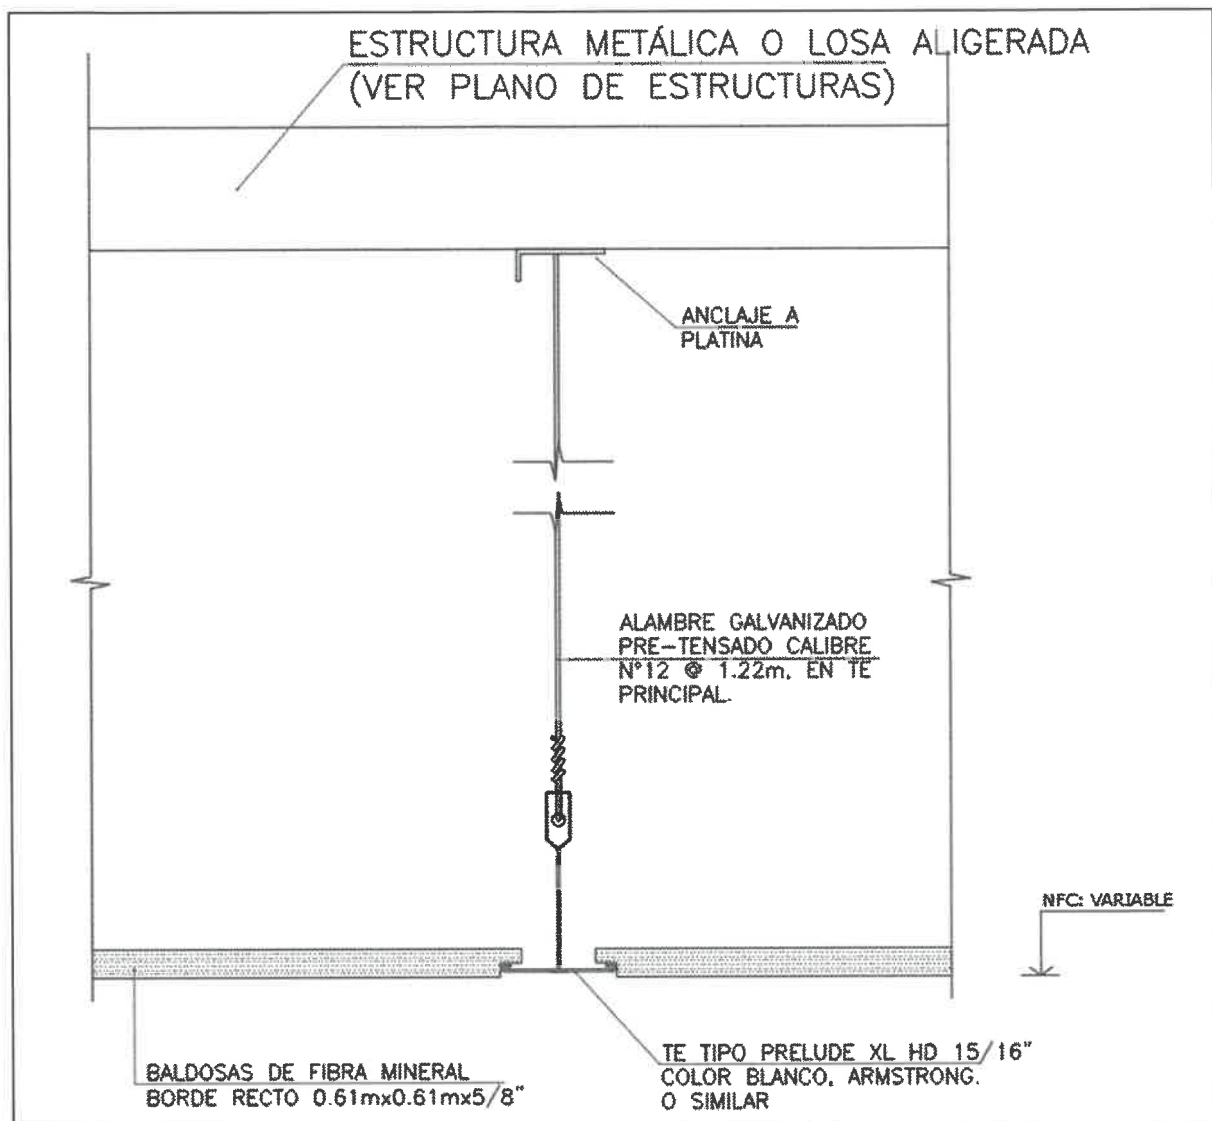 ESTRUCTURA METÁLICA O LOSA ALIGERADA
(VER PLANO DE ESTRUCTURAS)
ANCLAJE A
PLATINA
ALAMBRE GALVANIZADO
PRE-TENSADO CALIBRE
N°12 @ 1.22m. EN TE
PRINCIPAL.
NFC: VARIABLE
BALDOSAS DE FIBRA MINERAL
BORDE RECTO 0.61mx0.61mx5/8"
TE TIPO PRELUDE XL HD 15/16"
COLOR BLANCO, ARMSTRONG.
O SIMILAR